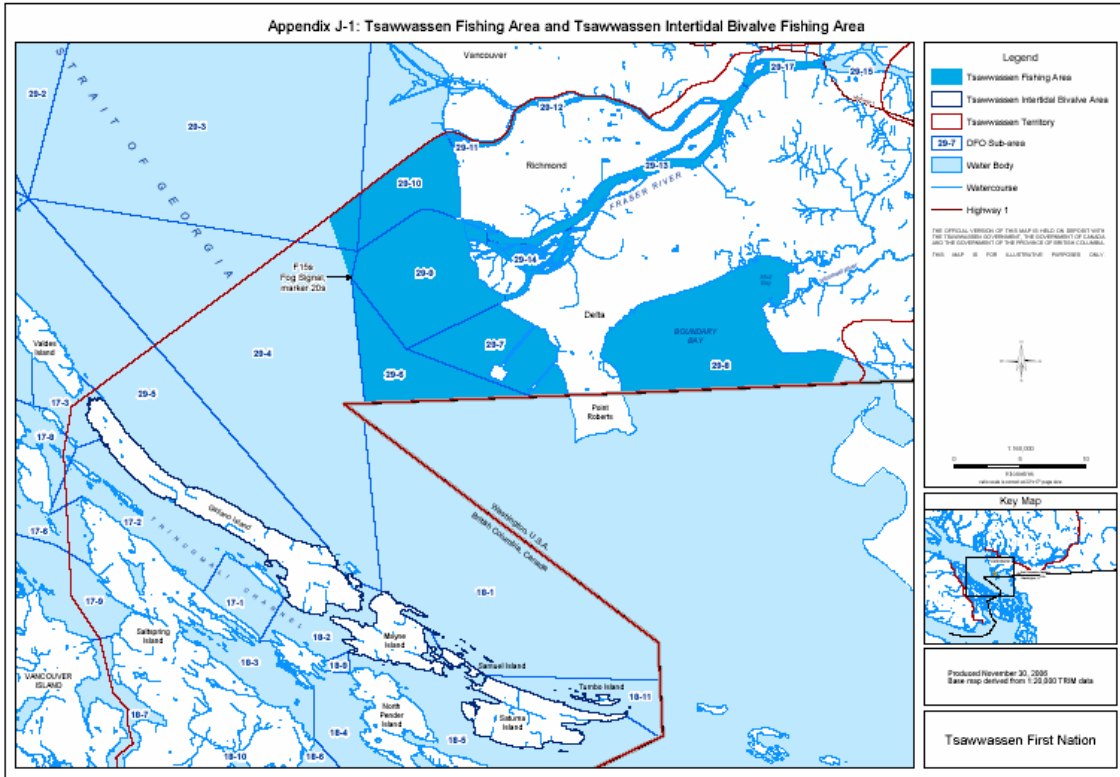 Appendix J-1: Tsawwassen Fishing Area and Tsawwassen Intertidal Bivalve Fishing Area
STRAIT OF GEORGIA
Vancouver
29-2
29-3
29-17
29-15
29-12
29-11
Richmond
29-13
29-10
FRASER RIVER
F.15s
Fog Signal,
marker 20s
29-9
29-14
Mud
Bay
Delta
BOUNDARY
BAY
Valdes
Island
29-4
29-7
29-8
29-6
29-5
17-3
Point
Roberts
17-8
Galiano Island
Washington, U.S.A.
British Columbia, Canada
17-2
TRINCOMALI CHANNEL
17-6
17-9
17-1
18-1
Saltspring
Island
18-2
Mayne
Island
18-3
18-9
Samuel Island
VANCOUVER
ISLAND
Tumbo Island
18-11
North
Pender
Island
Saturna
Island
18-7
18-4
18-5
18-10
18-6
Legend
Tsawwassen Fishing Area
Tsawwassen Intertidal Bivalve Area
Tsawwassen Territory
29-7
DFO Sub-area
Water Body
Watercourse
Highway 1
THE OFFICIAL VERSION OF THIS MAP IS HELD ON DEPOSIT WITH
THE TSAWWASSEN GOVERNMENT, THE GOVERNMENT OF CANADA
AND THE GOVERNMENT OF THE PROVINCE OF BRITISH COLUMBIA.
THIS MAP IS FOR ILLUSTRATIVE PURPOSES ONLY
0
10
Kilometres
Key Map
Produced November 30, 2006
Base map derived from 1:20,000 TRIM data
Tsawwassen First Nation